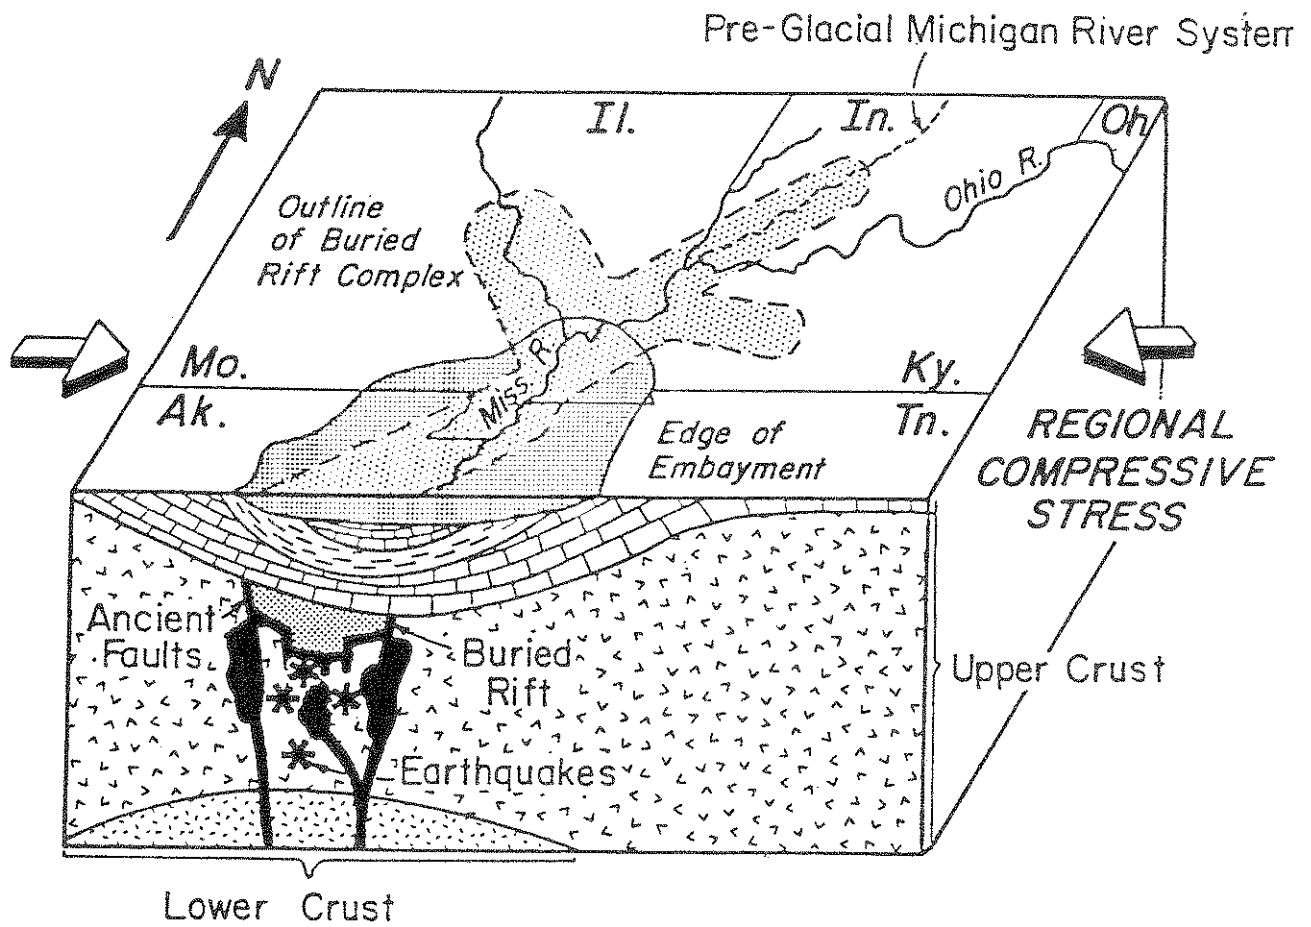 Pre-Glacial Michigan River System
N
Il.
In.
Oh
Ohio R.
Outline
of Buried
Rift Complex
Mo.
Ky.
Miss. R.
Ak.
Tn.
Edge of
Embayment
REGIONAL
COMPRESSIVE
STRESS
Ancient
Faults
Buried
Rift
Upper Crust
Earthquakes
Lower Crust